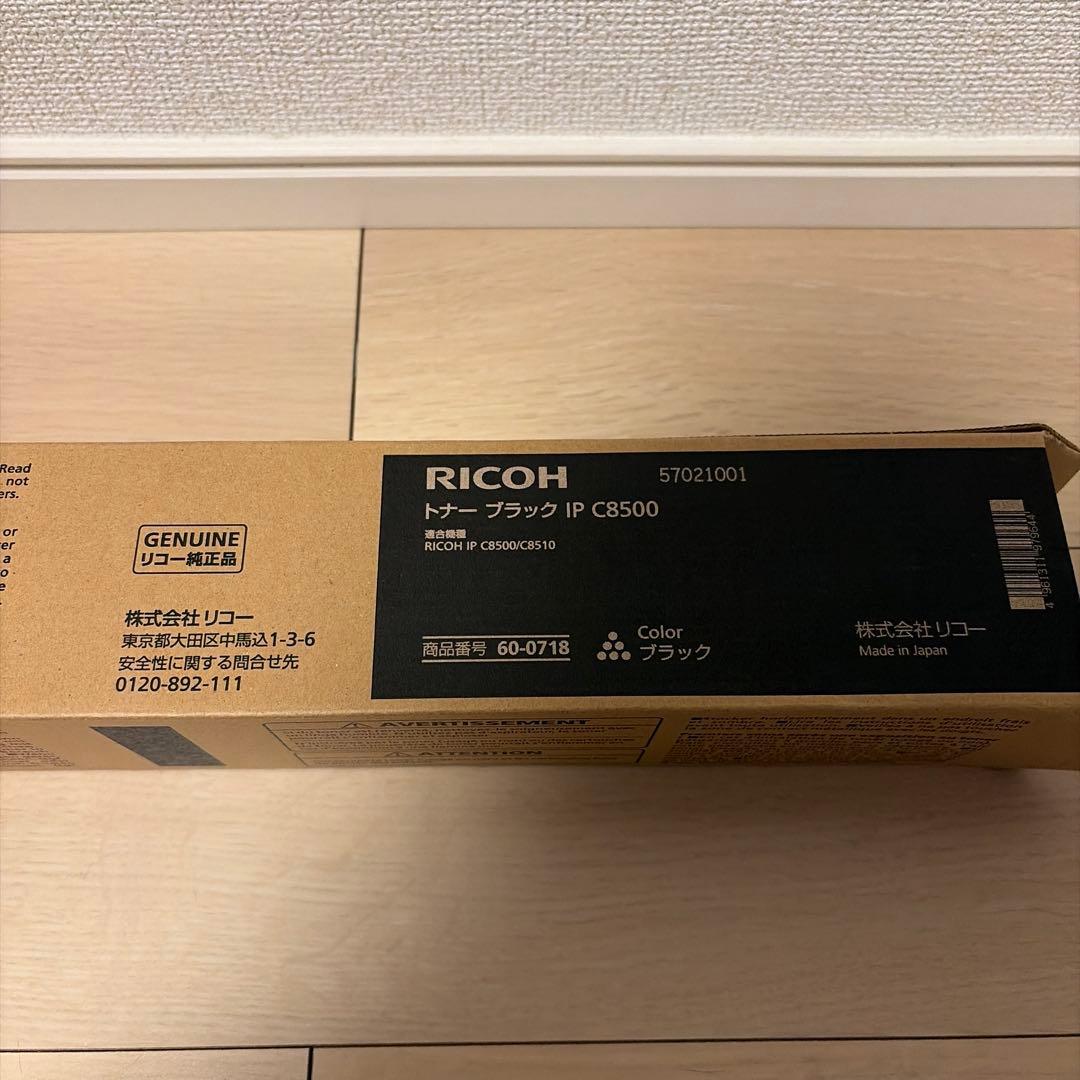 Read
not
ers.
or
a
GENUINE
リコー純正品
株式会社 リコー
東京都大田区中馬込1-3-6
安全性に関する問合せ先
0120-892-111
RICOH
57021001
トナー ブラック IP C8500
適合機種
RICOH IP C8500/C8510
商品番号 60-0718
Color
ブラック
株式会社 リコー
Made in Japan
4 961311 979644
AVERTISSEMENT
ATTENTION